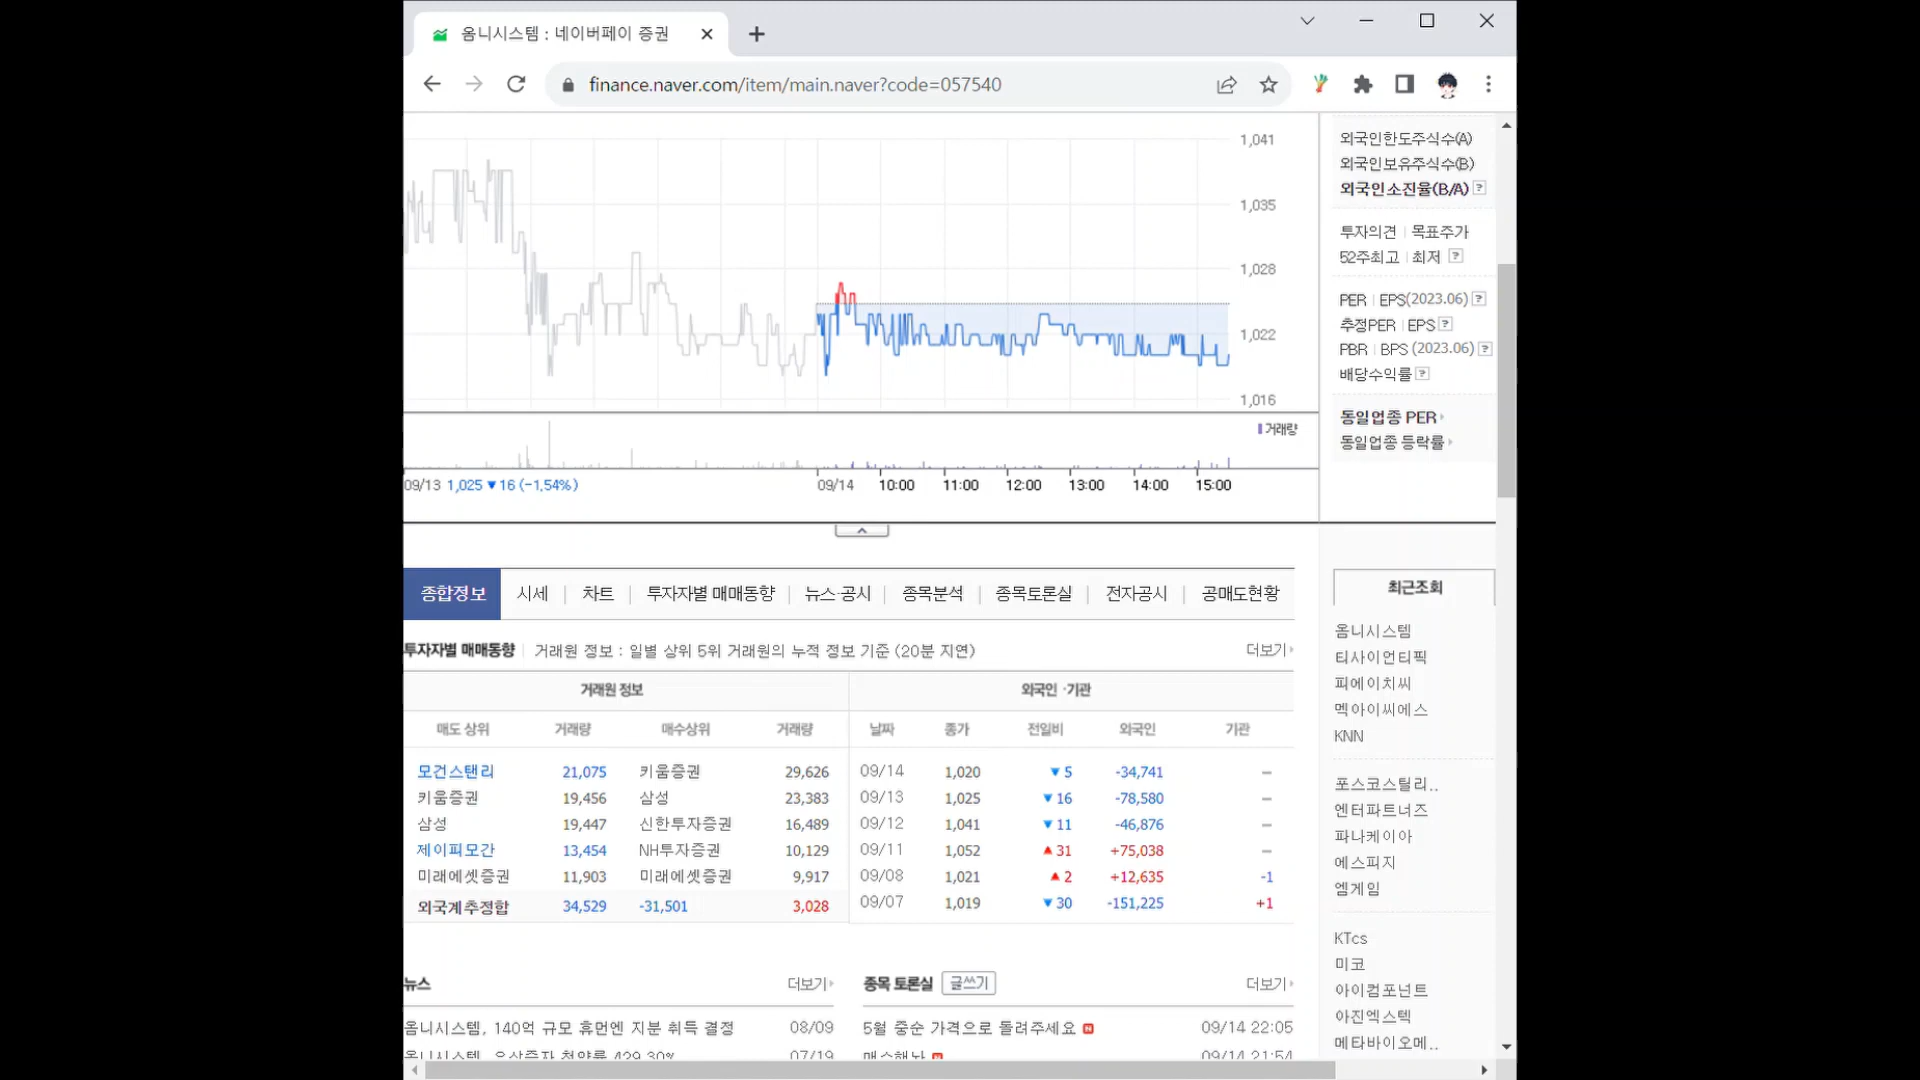 옴니시스템 : 네이버페이 증권
finance.naver.com/item/main.naver?code=057540
1,041
1,035
1,028
1,022
1,016
거래량
09/13 1,025 ▼ 16 (-1.54%)
09/14 10:00 11:00 12:00 13:00 14:00 15:00
외국인한도주식수(A)
외국인보유주식수(B)
외국인소진율(B/A) ?
투자의견 | 목표주가
52주최고 | 최저 ?
PER | EPS(2023.06) ?
추정PER | EPS ?
PBR | BPS (2023.06) ?
배당수익률 ?
동일업종 PER
동일업종 등락률
종합정보 시세 | 차트 | 투자자별 매매동향 | 뉴스·공시 | 종목분석 | 종목토론실 | 전자공시 | 공매도현황
투자자별 매매동향 거래원 정보 : 일별 상위 5위 거래원의 누적 정보 기준 (20분 지연) 더보기
거래원 정보 외국인·기관
매도 상위 거래량 매수상위 거래량 날짜 종가 전일비 외국인 기관
모건스탠리 21,075 키움증권 29,626 09/14 1,020 ▼ 5 -34,741 –
키움증권 19,456 삼성 23,383 09/13 1,025 ▼ 16 -78,580 –
삼성 19,447 신한투자증권 16,489 09/12 1,041 ▼ 11 -46,876 –
제이피모간 13,454 NH투자증권 10,129 09/11 1,052 ▲ 31 +75,038 –
미래에셋증권 11,903 미래에셋증권 9,917 09/08 1,021 ▲ 2 +12,635 -1
외국계추정합 34,529 -31,501 3,028 09/07 1,019 ▼ 30 -151,225 +1
뉴스 더보기
옴니시스템, 140억 규모 휴먼엔 지분 취득 결정 08/09
옴니시스템, 유상증자 청약률 429.30% 07/19
종목 토론실 글쓰기 더보기
5월 중순 가격으로 돌려주세요 N 09/14 22:05
매수해놔 N 09/14 21:54
최근조회
옴니시스템
티사이언티픽
피에이치씨
멕아이씨에스
KNN
포스코스틸리..
엔터파트너즈
파나케이아
에스피지
엠게임
KTcs
미코
아이컴포넌트
아진엑스텍
메타바이오메..